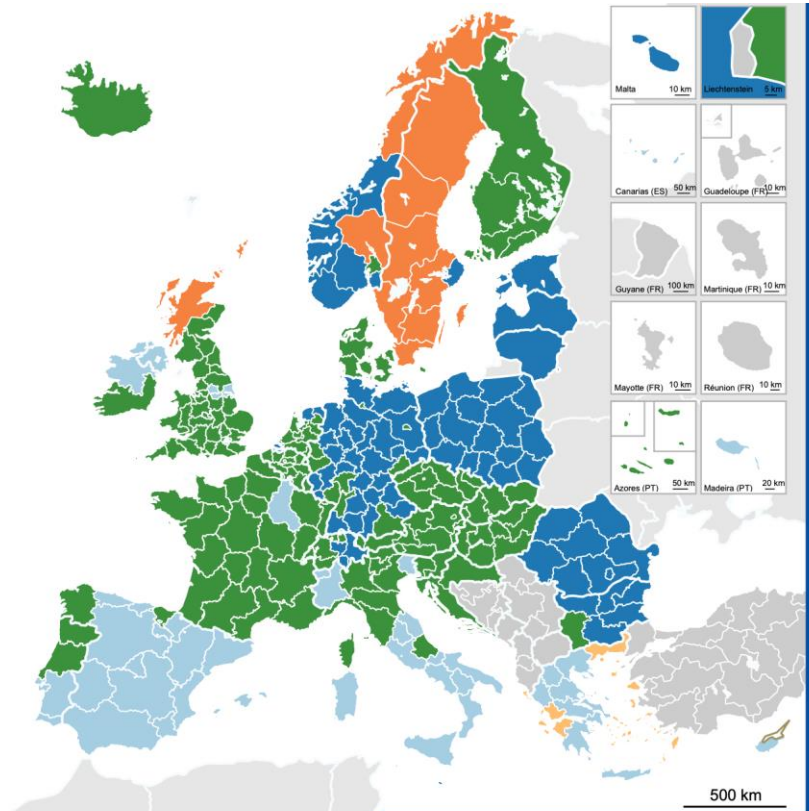 Malta 10 km
Liechtenstein 5 km
Canarias (ES) 50 km
Guadeloupe (FR) 10 km
Guyane (FR) 100 km
Martinique (FR) 10 km
Mayotte (FR) 10 km
Réunion (FR) 10 km
Azores (PT) 50 km
Madeira (PT) 20 km
500 km